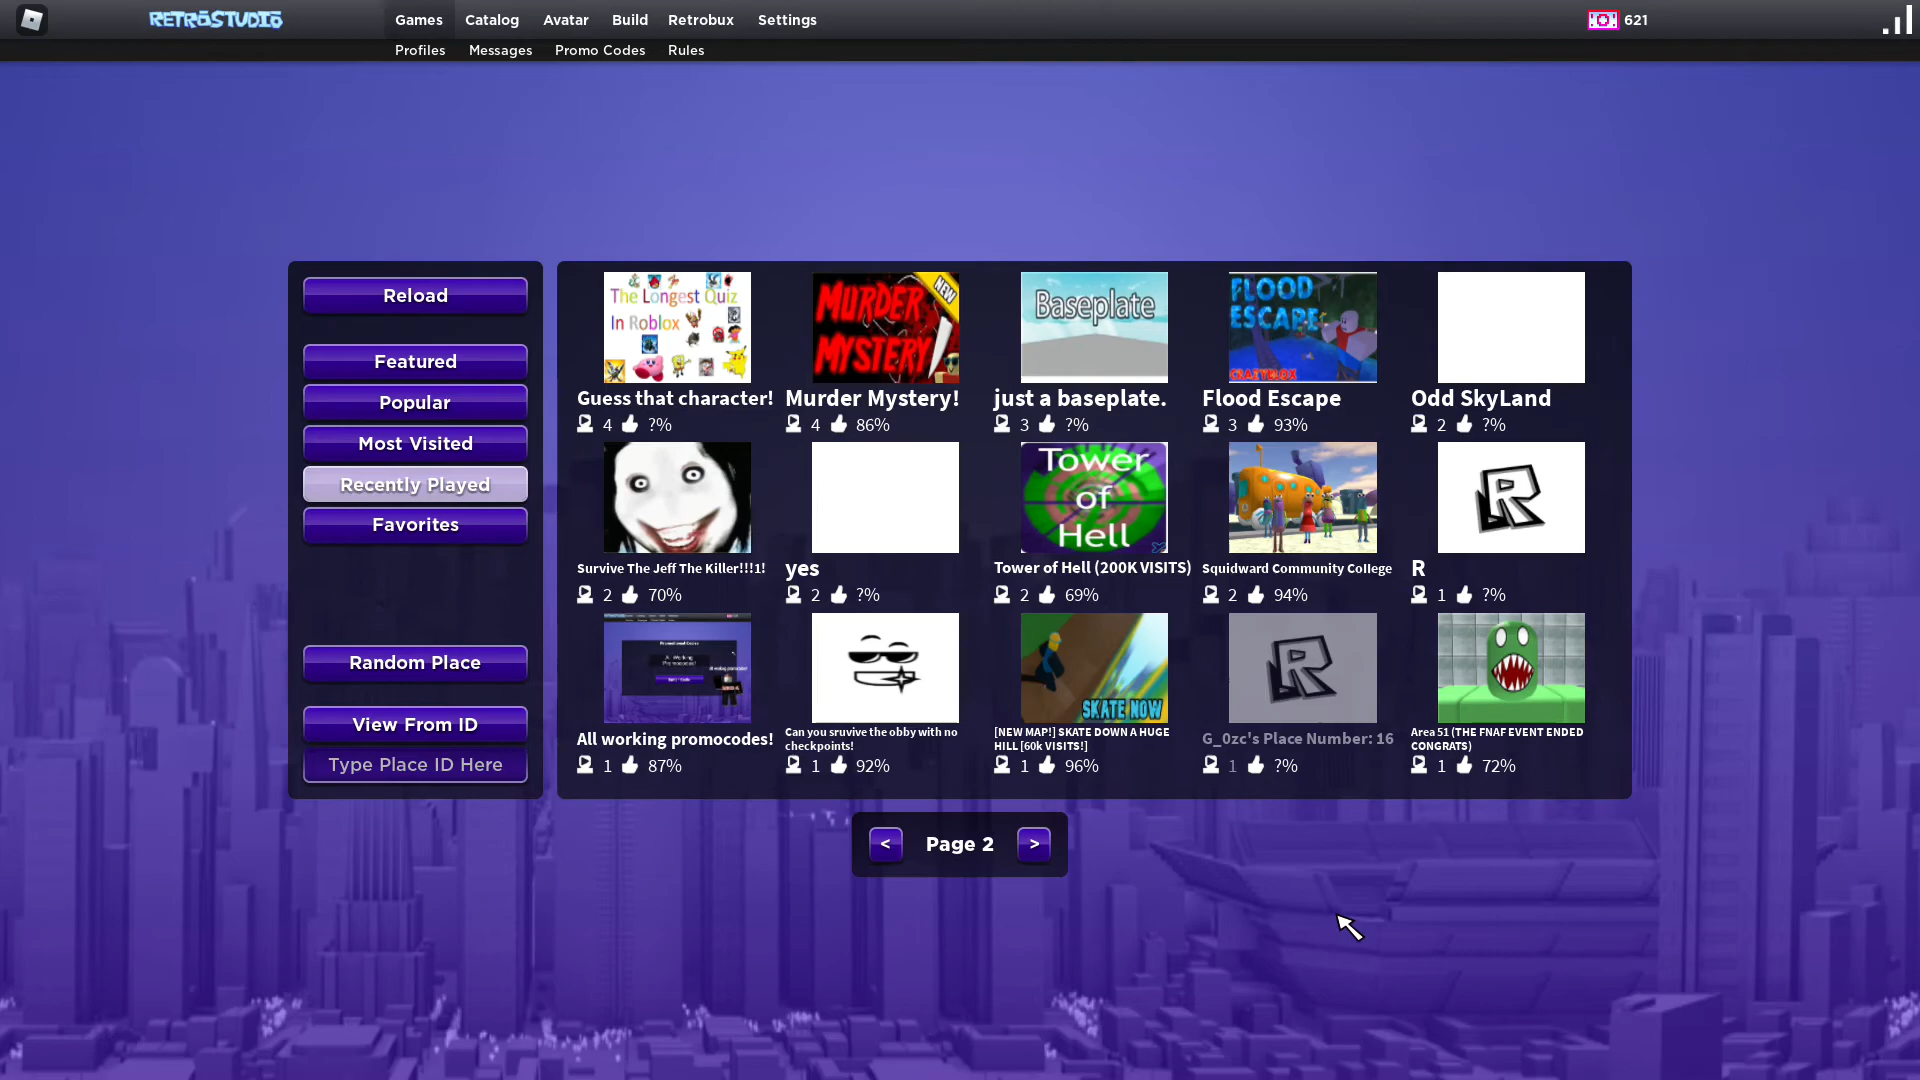 RETROSTUDIO
Games Catalog Avatar Build Retrobux Settings
621
Profiles Messages Promo Codes Rules
Reload
Featured
Popular
Most Visited
Recently Played
Favorites
Random Place
View From ID
Type Place ID Here
The Longest Quiz
In Roblox
Guess that character!
4 ?%
MURDER
MYSTERY
NEW
Murder Mystery!
4 86%
Baseplate
just a baseplate.
3 ?%
FLOOD
ESCAPE
CRAZYBLOX
Flood Escape
3 93%
Odd SkyLand
2 ?%
Survive The Jeff The Killer!!!1!
2 70%
yes
2 ?%
Tower
of
Hell
Tower of Hell (200K VISITS)
2 69%
Squidward Community College
2 94%
R
R
1 ?%
All working promocodes!
1 87%
Can you sruvive the obby with no
checkpoints!
1 92%
SKATE NOW
[NEW MAP!] SKATE DOWN A HUGE
HILL [60k VISITS!]
1 96%
R
G_0zc's Place Number: 16
1 ?%
Area 51 (THE FNAF EVENT ENDED
CONGRATS)
1 72%
< Page 2 >